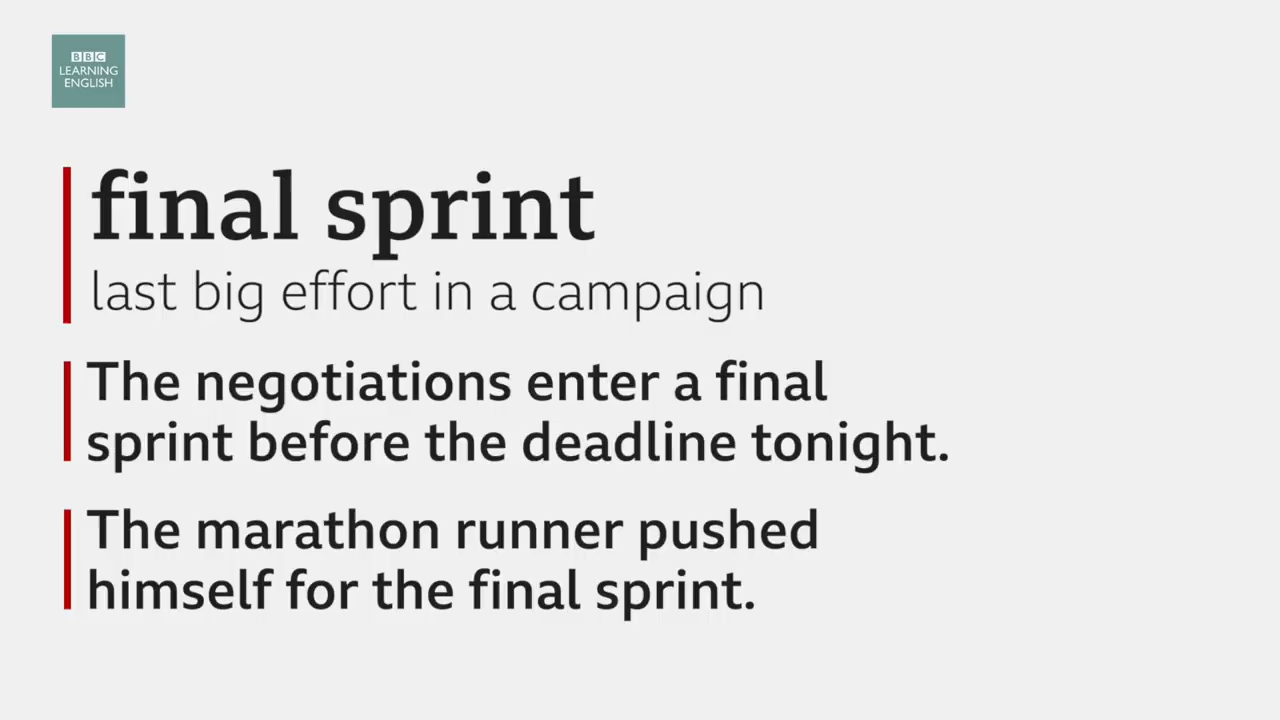 BBC
LEARNING
ENGLISH
final sprint
last big effort in a campaign
The negotiations enter a final
sprint before the deadline tonight.
The marathon runner pushed
himself for the final sprint.